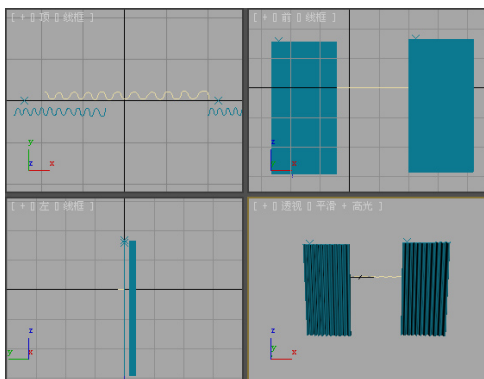 [ + [] 顶 [] 线框 ]
[ + [] 前 [] 线框 ]
y
z
x
z
x
[ + [] 左 [] 线框 ]
[ + [] 透视 [] 平滑 + 高光 ]
z
y
x
z
x